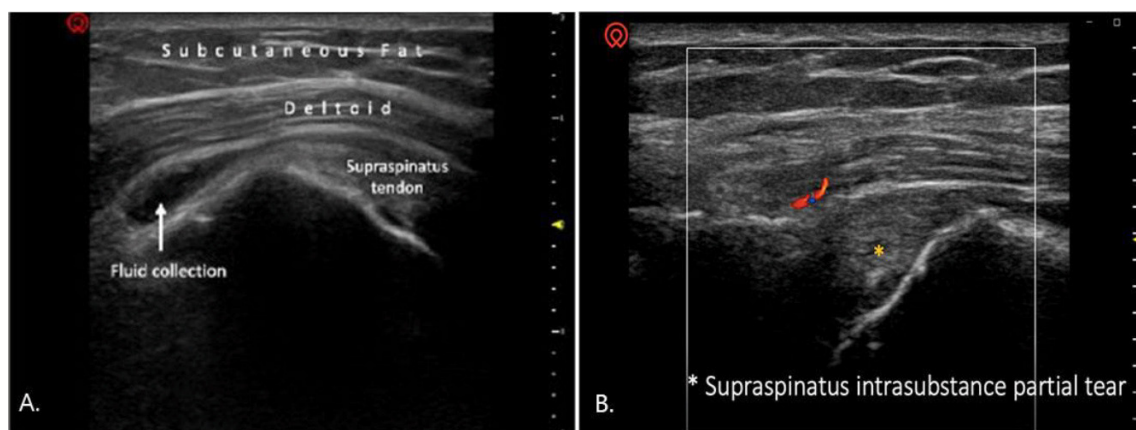 Subcutaneous Fat
Deltoid
Supraspinatus
tendon
Fluid collection
A.
* Supraspinatus intrasubstance partial tear
B.